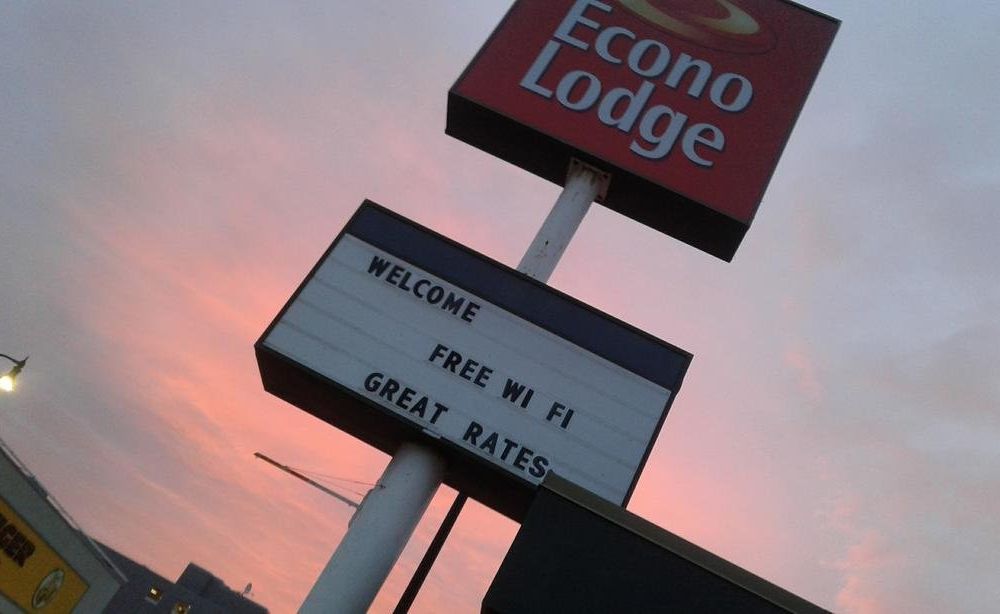 Econo
Lodge
WELCOME
FREE WI FI
GREAT RATES